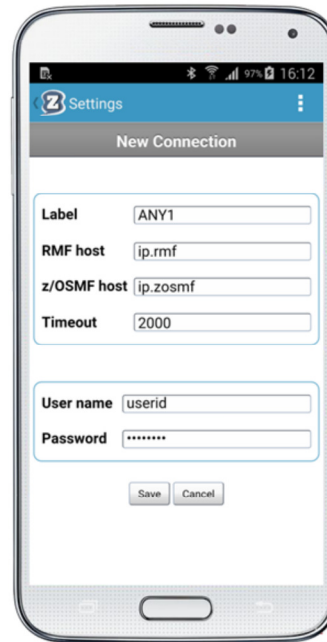 97% 16:12
Z Settings
New Connection
Label ANY1
RMF host ip.rmf
z/OSMF host ip.zosmf
Timeout 2000
User name userid
Password ••••••••
Save Cancel